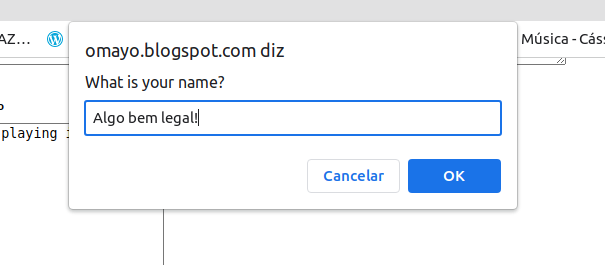 AZ…
Música - Cáss
omayo.blogspot.com diz
What is your name?
Algo bem legal!
playing i
Cancelar
OK